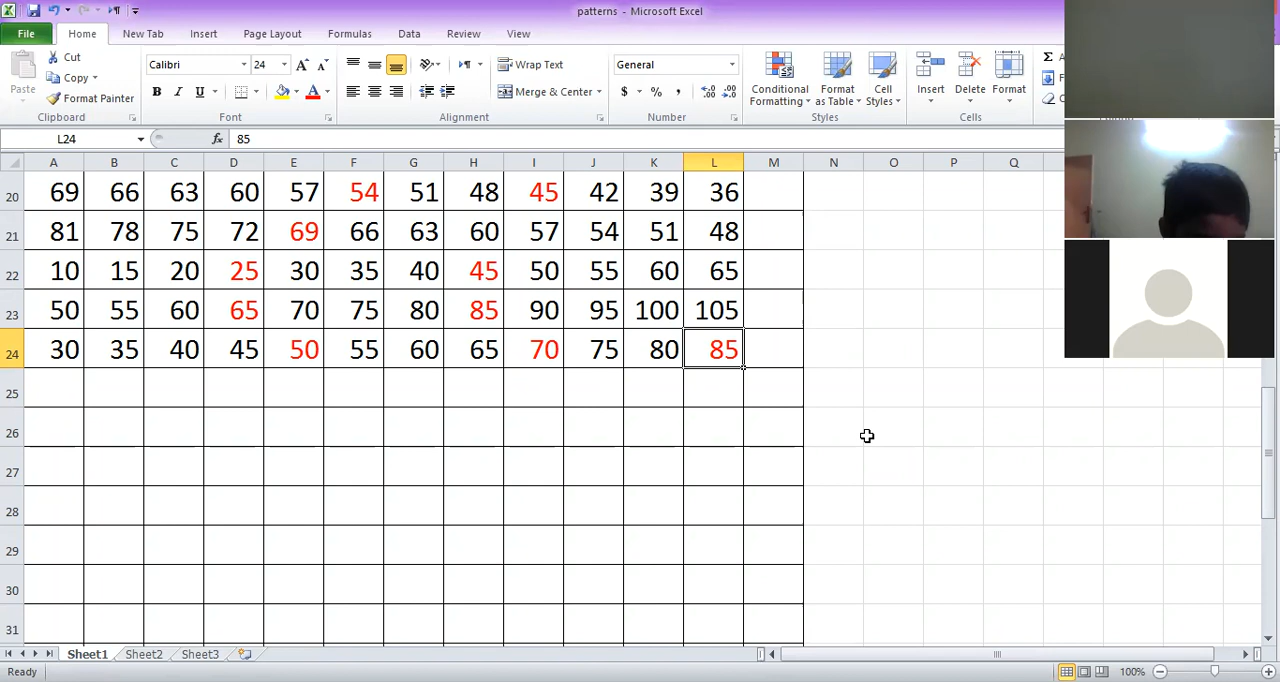 patterns - Microsoft Excel
File Home New Tab Insert Page Layout Formulas Data Review View
Paste Cut Copy Format Painter Clipboard
Calibri 24 A A B I U A Font
Wrap Text Merge & Center Alignment
General $ % , .0 .00 .00 .0 Number
Conditional Formatting Format as Table Cell Styles Styles
Insert Delete Format Cells
Σ A
L24 fx 85
A B C D E F G H I J K L M N O P Q
20 69 66 63 60 57 54 51 48 45 42 39 36
21 81 78 75 72 69 66 63 60 57 54 51 48
22 10 15 20 25 30 35 40 45 50 55 60 65
23 50 55 60 65 70 75 80 85 90 95 100 105
24 30 35 40 45 50 55 60 65 70 75 80 85
25
26
27
28
29
30
31
Sheet1 Sheet2 Sheet3
Ready 100%